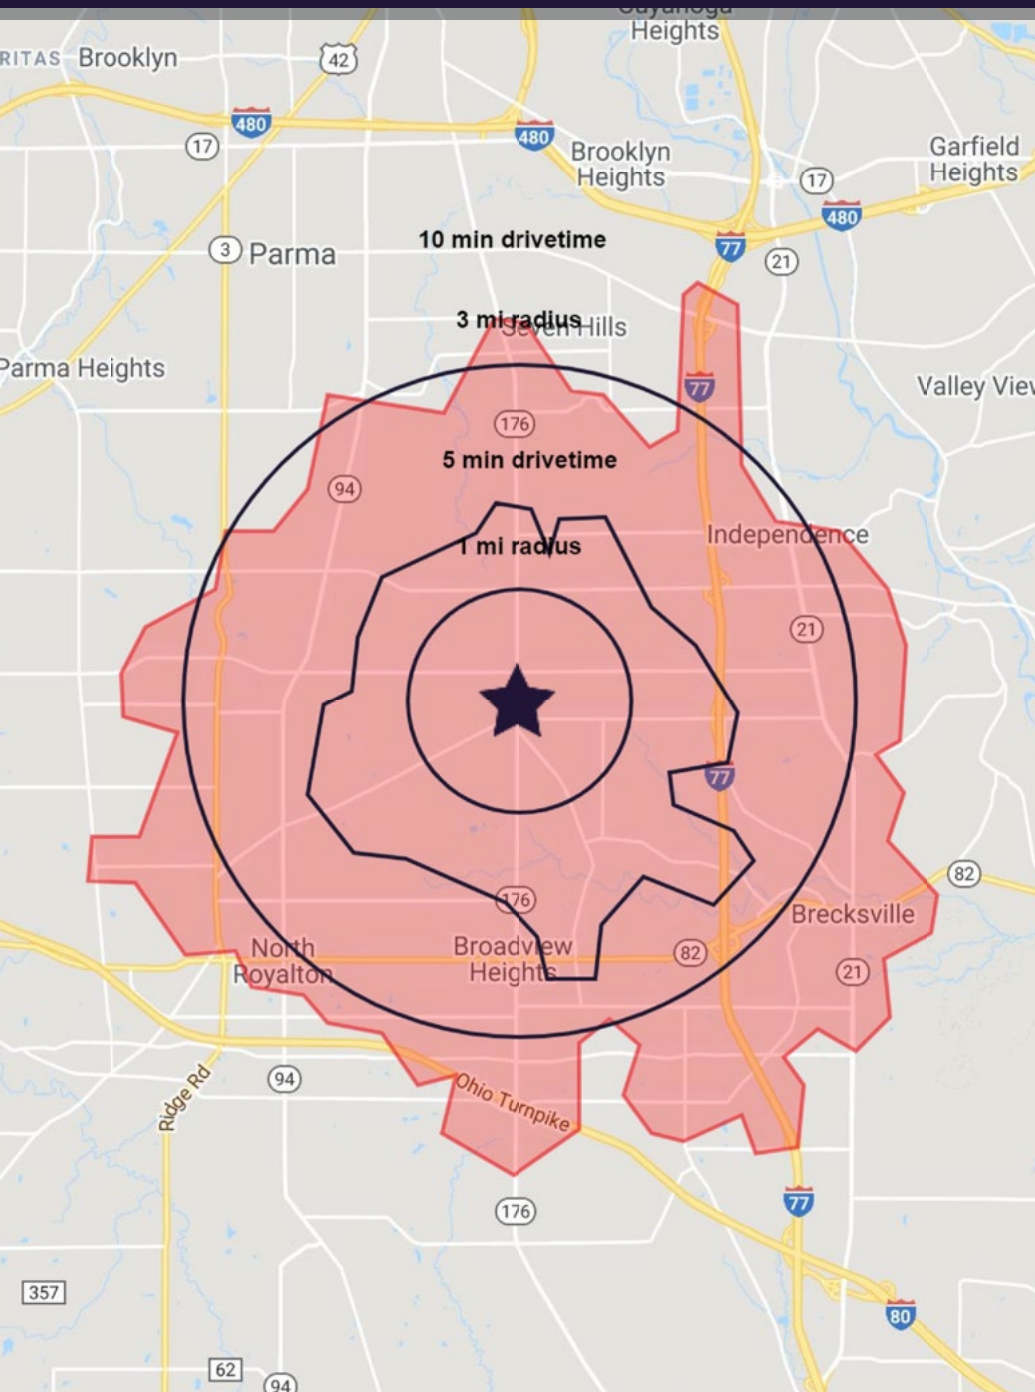 Cuyahoga
Heights
RITAS Brooklyn
42
480
17
480
Brooklyn
Heights
Garfield
Heights
17
480
10 min drivetime
77
3
Parma
21
3 mi radius
Seven Hills
Parma Heights
77
Valley View
176
5 min drivetime
94
Independence
1 mi radius
21
77
82
176
Brecksville
North
Royalton
Broadview
Heights
82
21
94
Ridge Rd
Ohio Turnpike
77
176
357
80
62
94